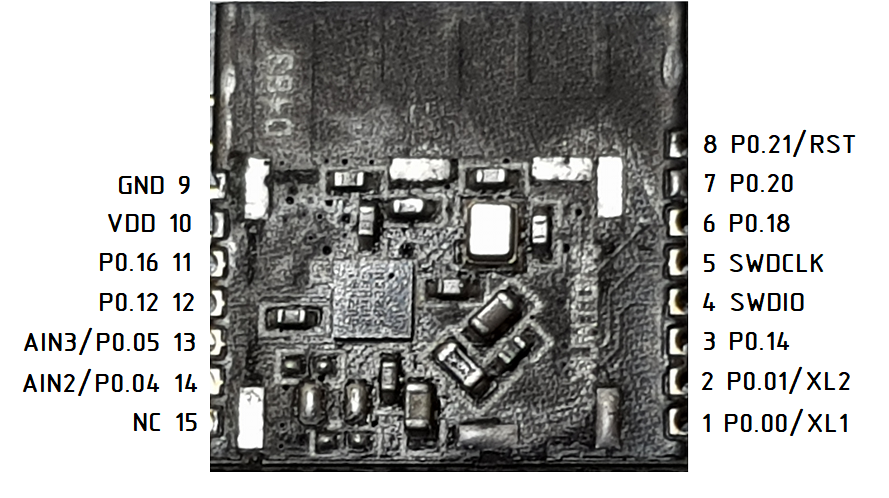 0183
8 P0.21/RST
GND 9
7 P0.20
VDD 10
6 P0.18
P0.16 11
5 SWDCLK
P0.12 12
4 SWDIO
AIN3/P0.05 13
3 P0.14
AIN2/P0.04 14
2 P0.01/XL2
NC 15
1 P0.00/XL1